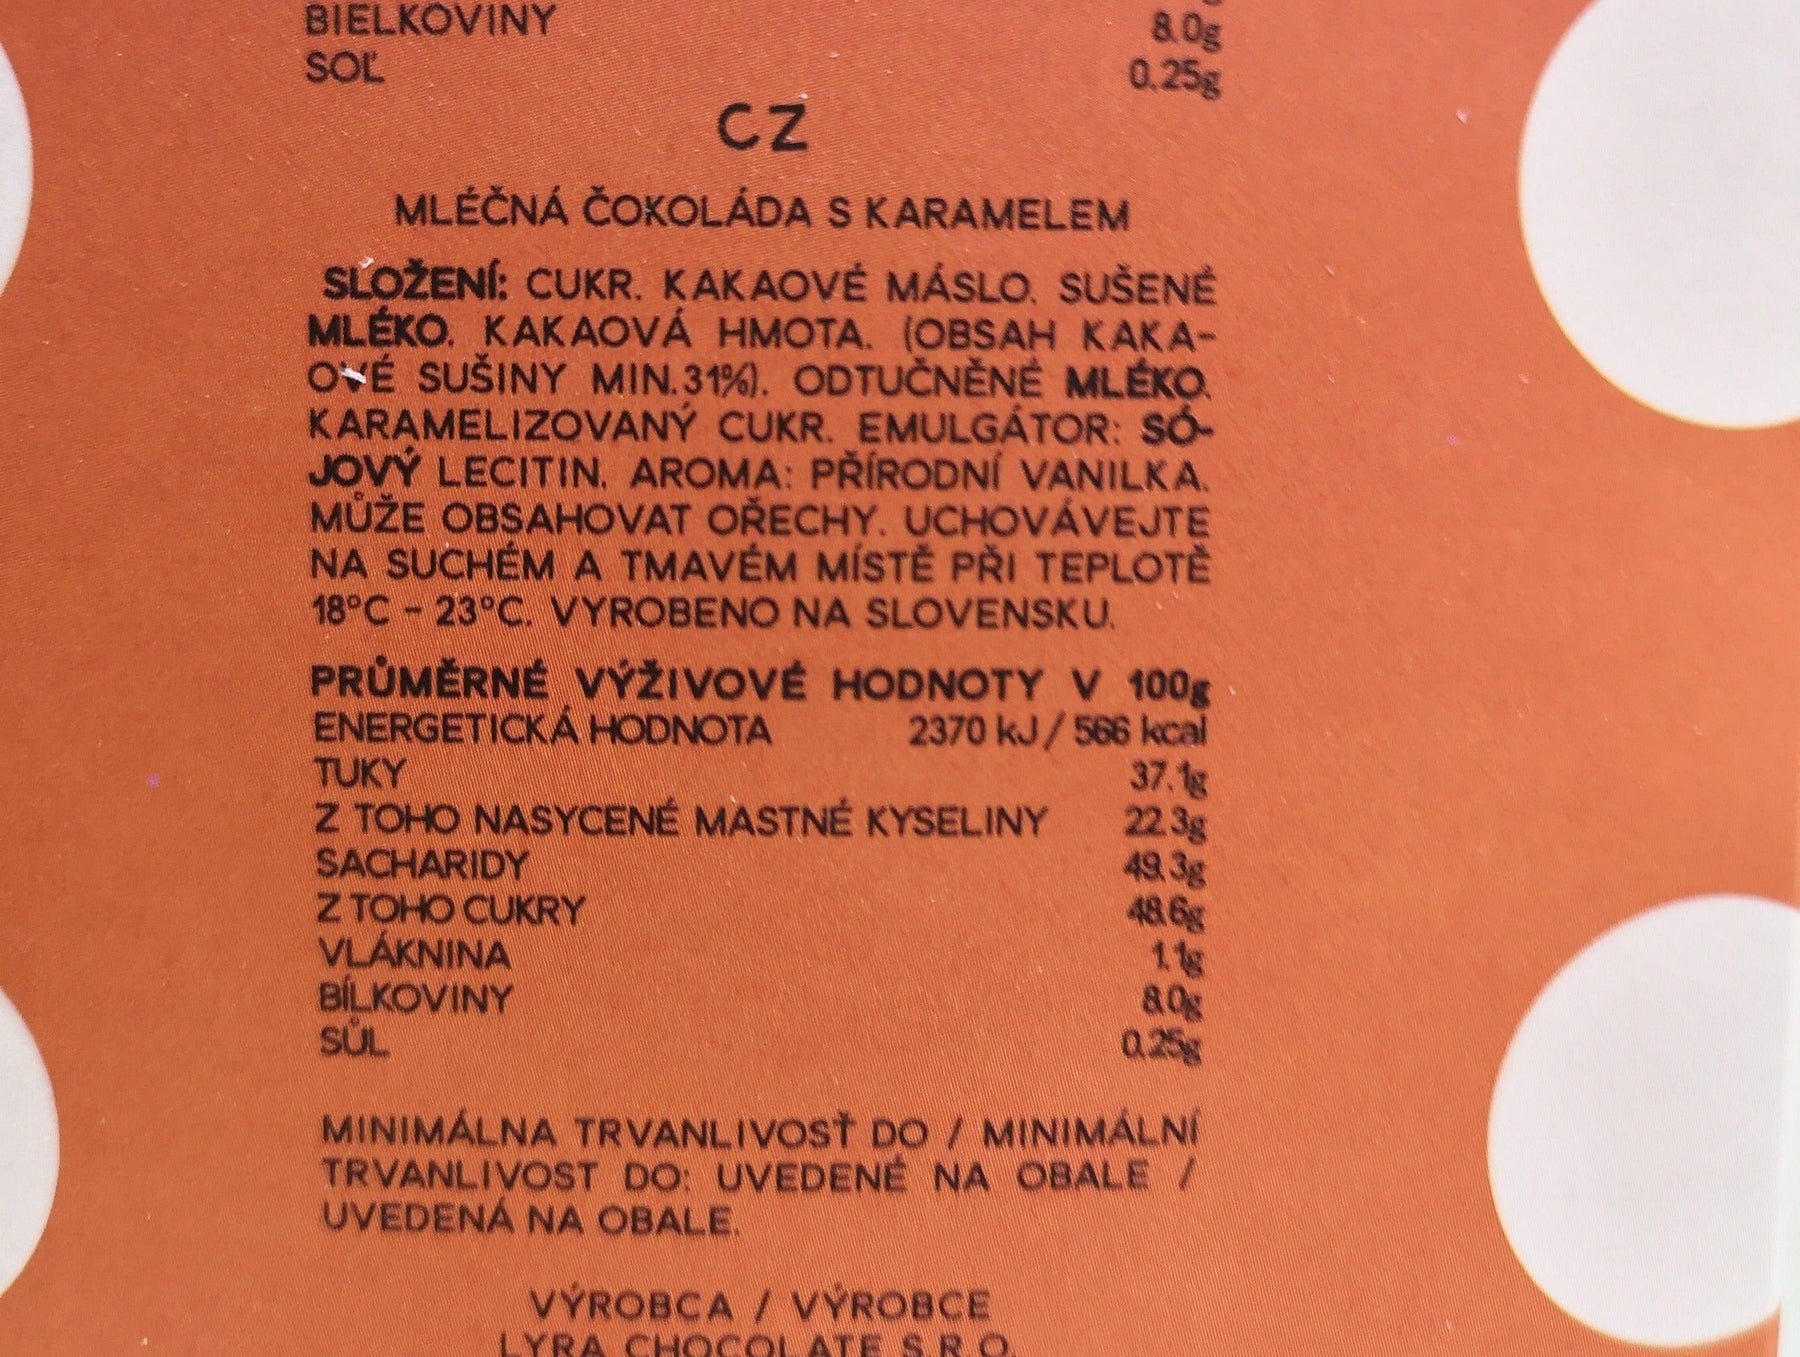 BIELKOVINY 8.0g
SOĽ 0.25g
CZ
MLÉČNÁ ČOKOLÁDA S KARAMELEM
SLOŽENÍ: CUKR. KAKAOVÉ MÁSLO. SUŠENÉ
MLÉKO. KAKAOVÁ HMOTA. (OBSAH KAKA-
OVÉ SUŠINY MIN.31%). ODTUČNĚNÉ MLÉKO.
KARAMELIZOVANÝ CUKR. EMULGÁTOR: SÓ-
JOVÝ LECITIN. AROMA: PŘÍRODNÍ VANILKA.
MŮŽE OBSAHOVAT OŘECHY. UCHOVÁVEJTE
NA SUCHÉM A TMAVÉM MÍSTĚ PŘI TEPLOTĚ
18°C - 23°C. VYROBENO NA SLOVENSKU.
PRŮMĚRNÉ VÝŽIVOVÉ HODNOTY V 100g
ENERGETICKÁ HODNOTA 2370 kJ / 566 kcal
TUKY 37.1g
Z TOHO NASYCENÉ MASTNÉ KYSELINY 22.3g
SACHARIDY 49.3g
Z TOHO CUKRY 48.6g
VLÁKNINA 1.1g
BÍLKOVINY 8.0g
SŮL 0.25g
MINIMÁLNA TRVANLIVOSŤ DO / MINIMÁLNÍ
TRVANLIVOST DO: UVEDENÉ NA OBALE /
UVEDENÁ NA OBALE.
VÝROBCA / VÝROBCE
LYRA CHOCOLATE S.R.O.